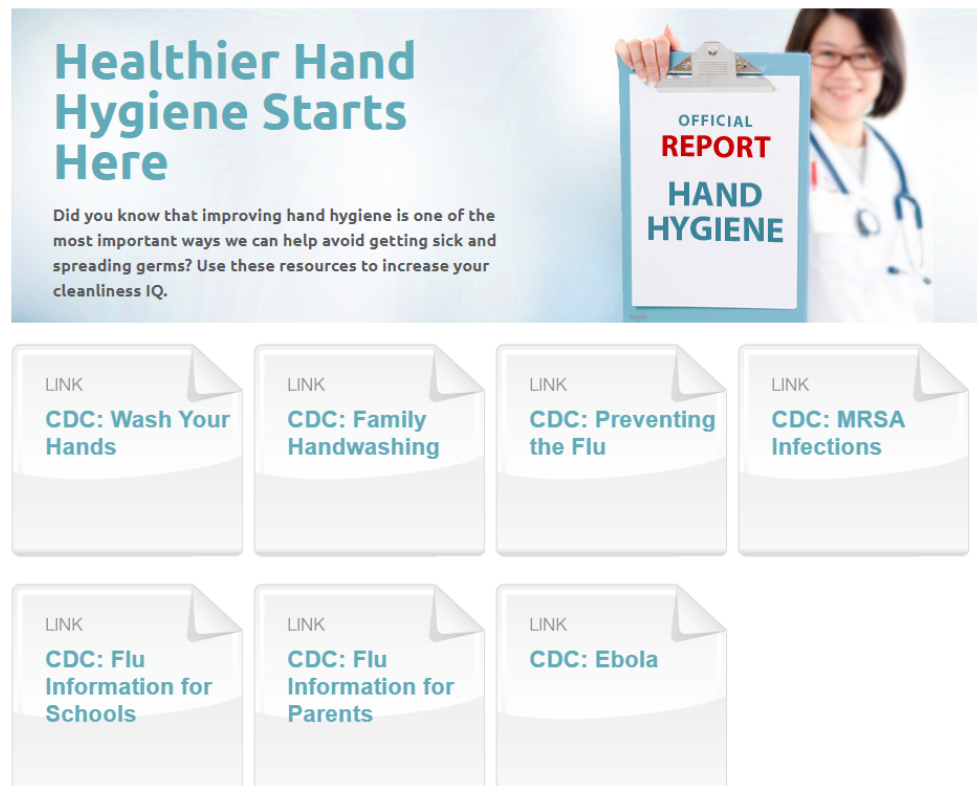 Healthier Hand
Hygiene Starts
Here
Did you know that improving hand hygiene is one of the
most important ways we can help avoid getting sick and
spreading germs? Use these resources to increase your
cleanliness IQ.
OFFICIAL
REPORT
HAND
HYGIENE
LINK
CDC: Wash Your
Hands
LINK
CDC: Family
Handwashing
LINK
CDC: Preventing
the Flu
LINK
CDC: MRSA
Infections
LINK
CDC: Flu
Information for
Schools
LINK
CDC: Flu
Information for
Parents
LINK
CDC: Ebola